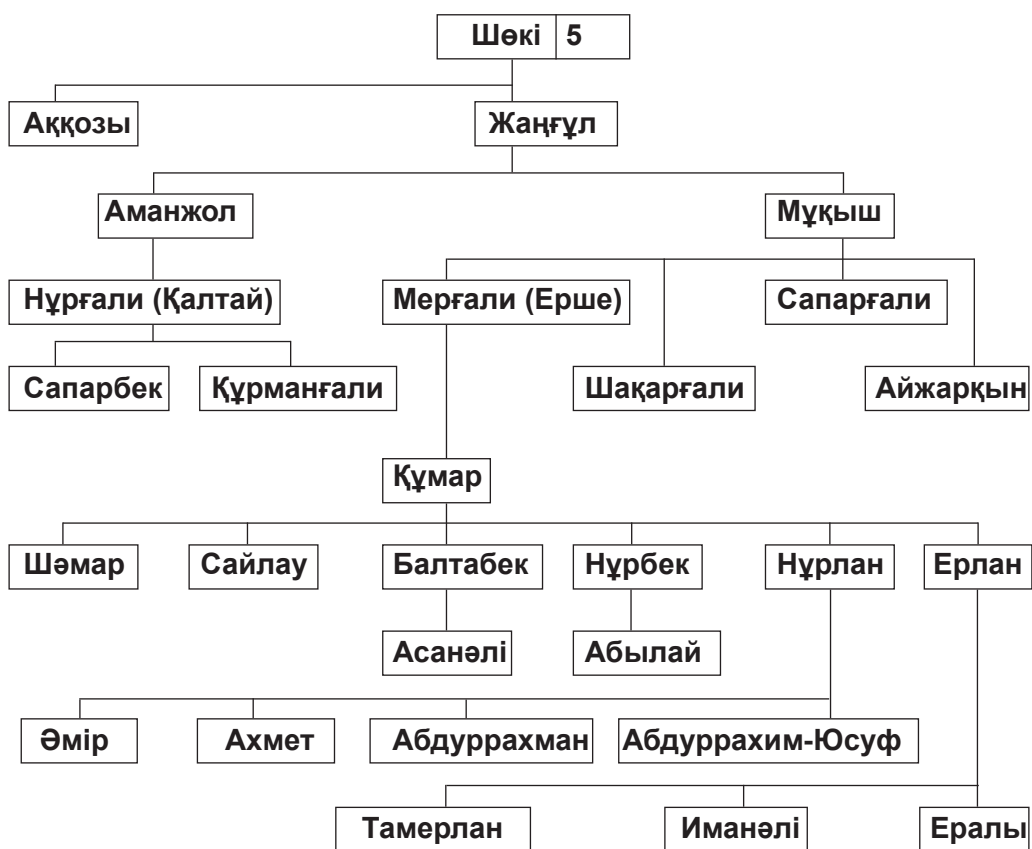 Шөкі 5
Аққозы Жаңғұл
Аманжол Мұқыш
Нұрғали (Қалтай) Мерғали (Ерше) Сапарғали
Сапарбек Құрманғали Шақарғали Айжарқын
Құмар
Шәмар Сайлау Балтабек Нұрбек Нұрлан Ерлан
Асанәлі Абылай
Әмір Ахмет Абдуррахман Абдуррахим-Юсуф
Тамерлан Иманәлі Ералы